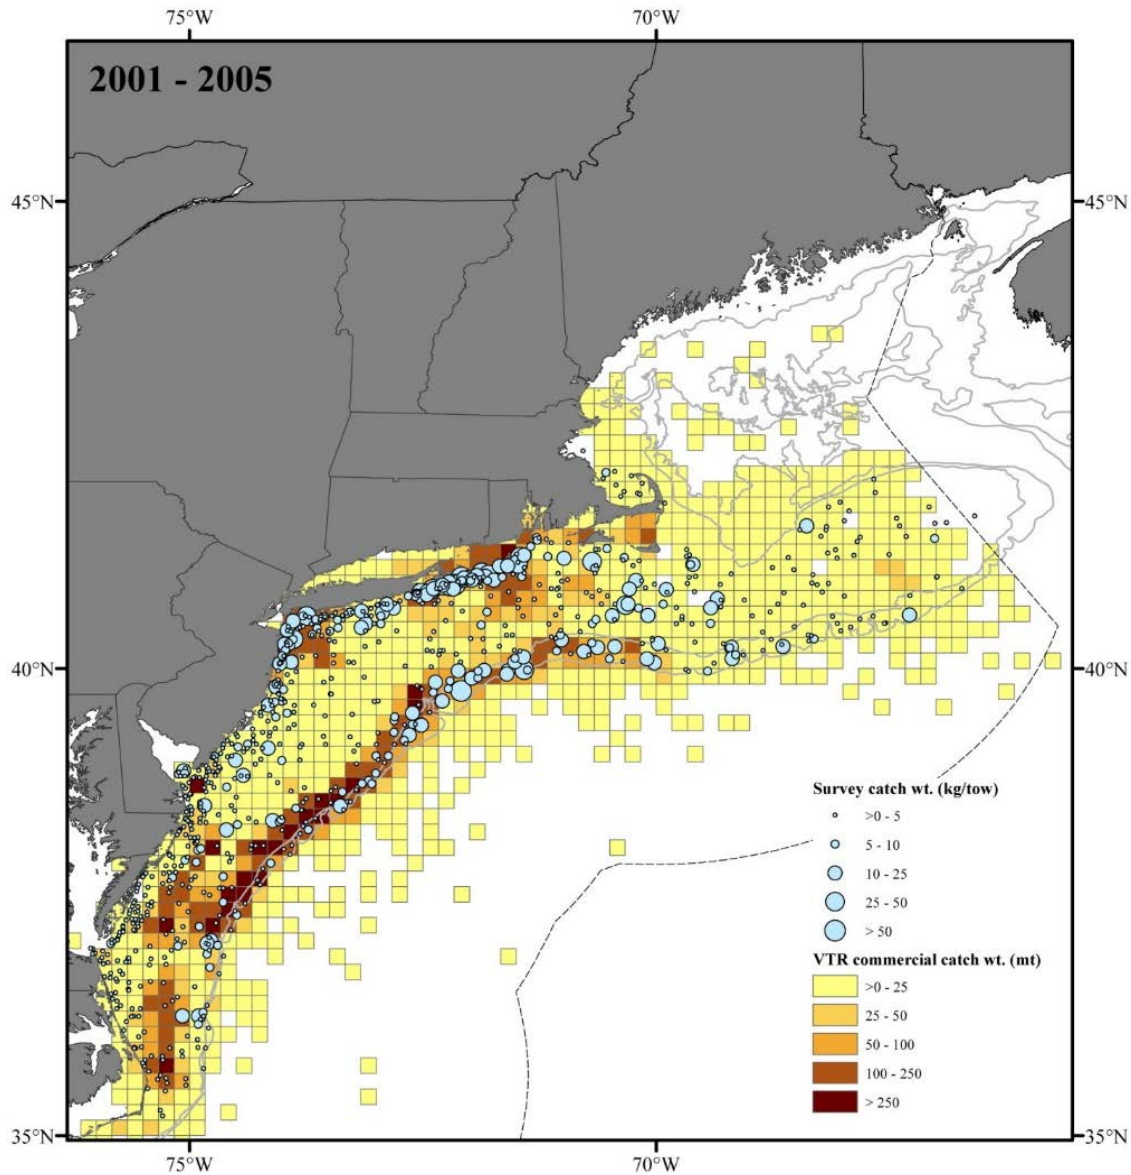 75°W 70°W
2001 - 2005
45°N 45°N
40°N 40°N
Survey catch wt. (kg/tow)
>0 - 5
5 - 10
10 - 25
25 - 50
> 50
VTR commercial catch wt. (mt)
>0 - 25
25 - 50
50 - 100
100 - 250
> 250
35°N 35°N
75°W 70°W